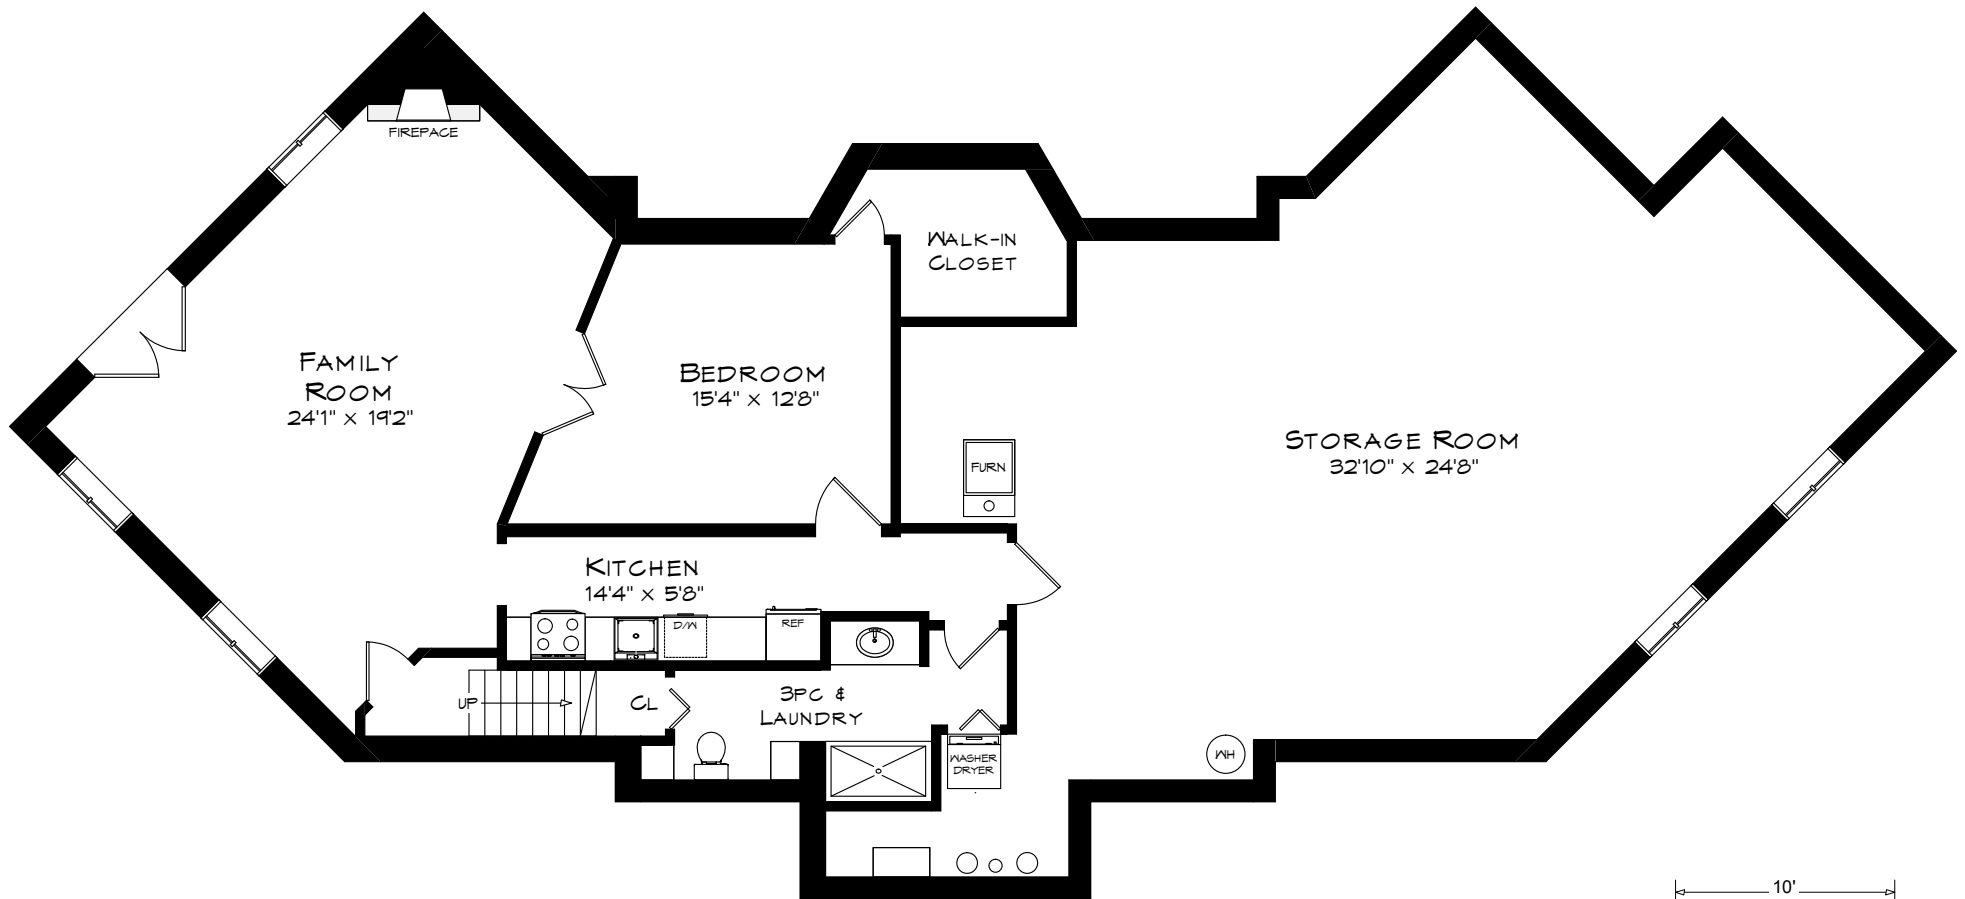 FIREPACE
WALK-IN
CLOSET
FAMILY
ROOM
24'1" x 19'2"
BEDROOM
15'4" x 12'8"
STORAGE ROOM
32'10" x 24'8"
FURN
KITCHEN
14'4" x 5'8"
D/W
REF
UP
CL
3PC &
LAUNDRY
WASHER
DRYER
WH
10'